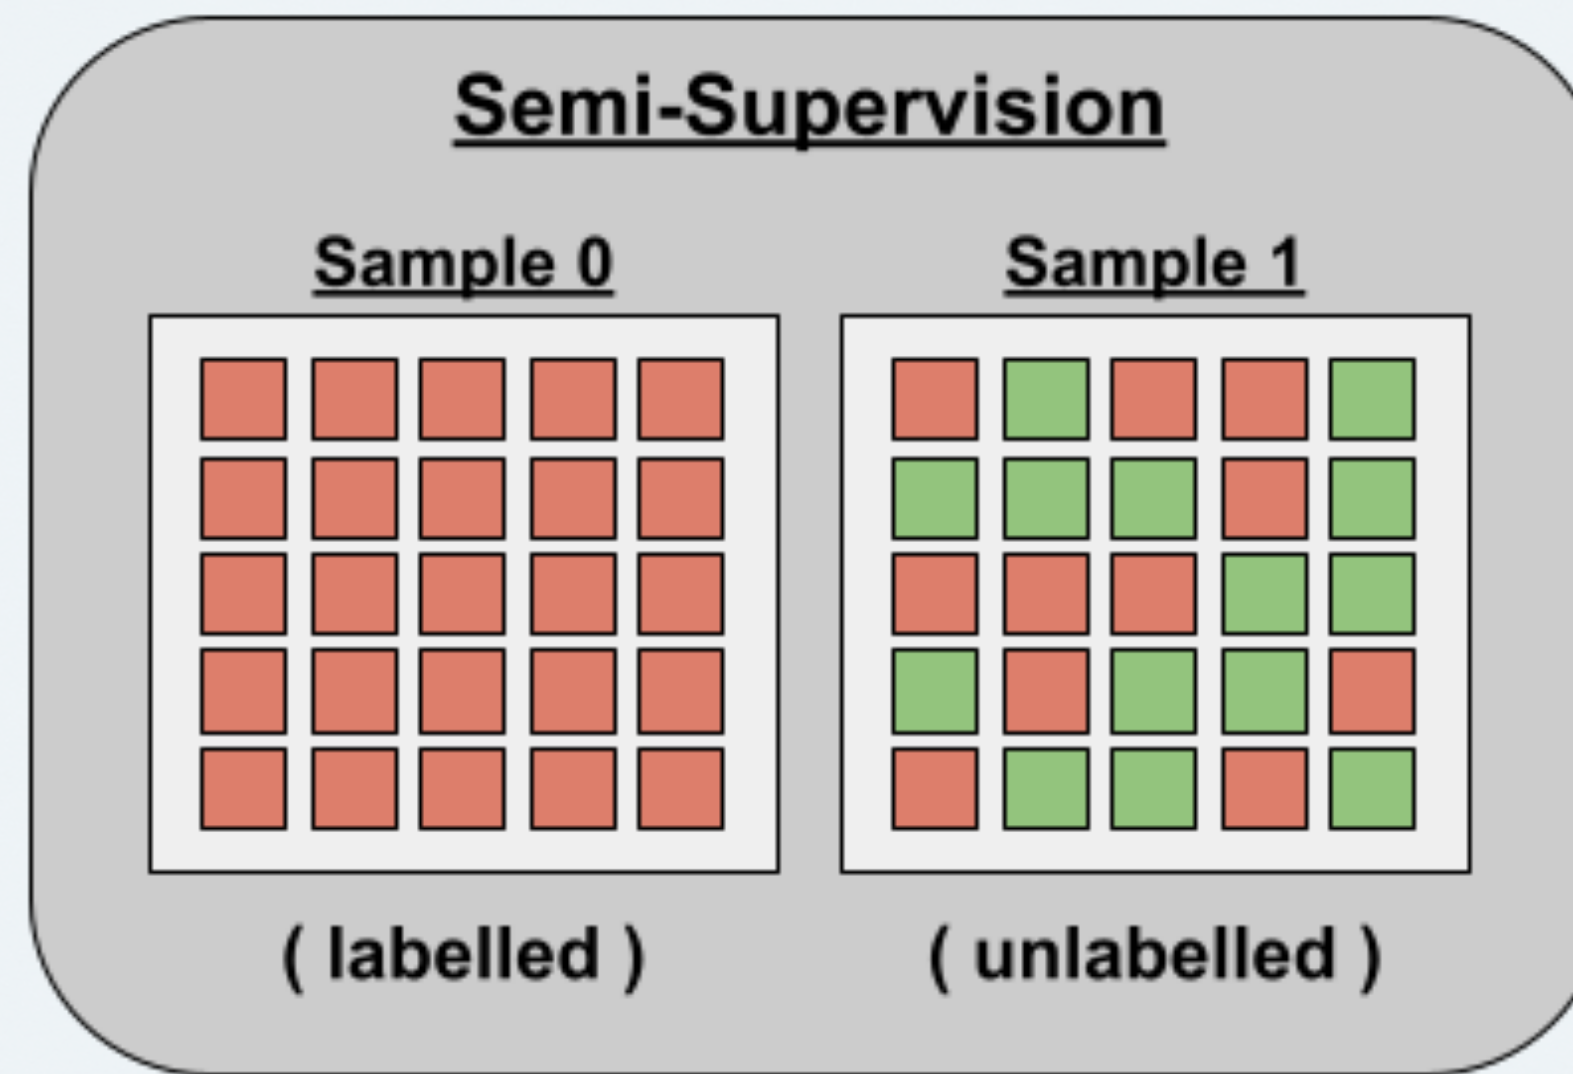 Semi-Supervision
Sample 0
Sample 1
( labelled )
( unlabelled )